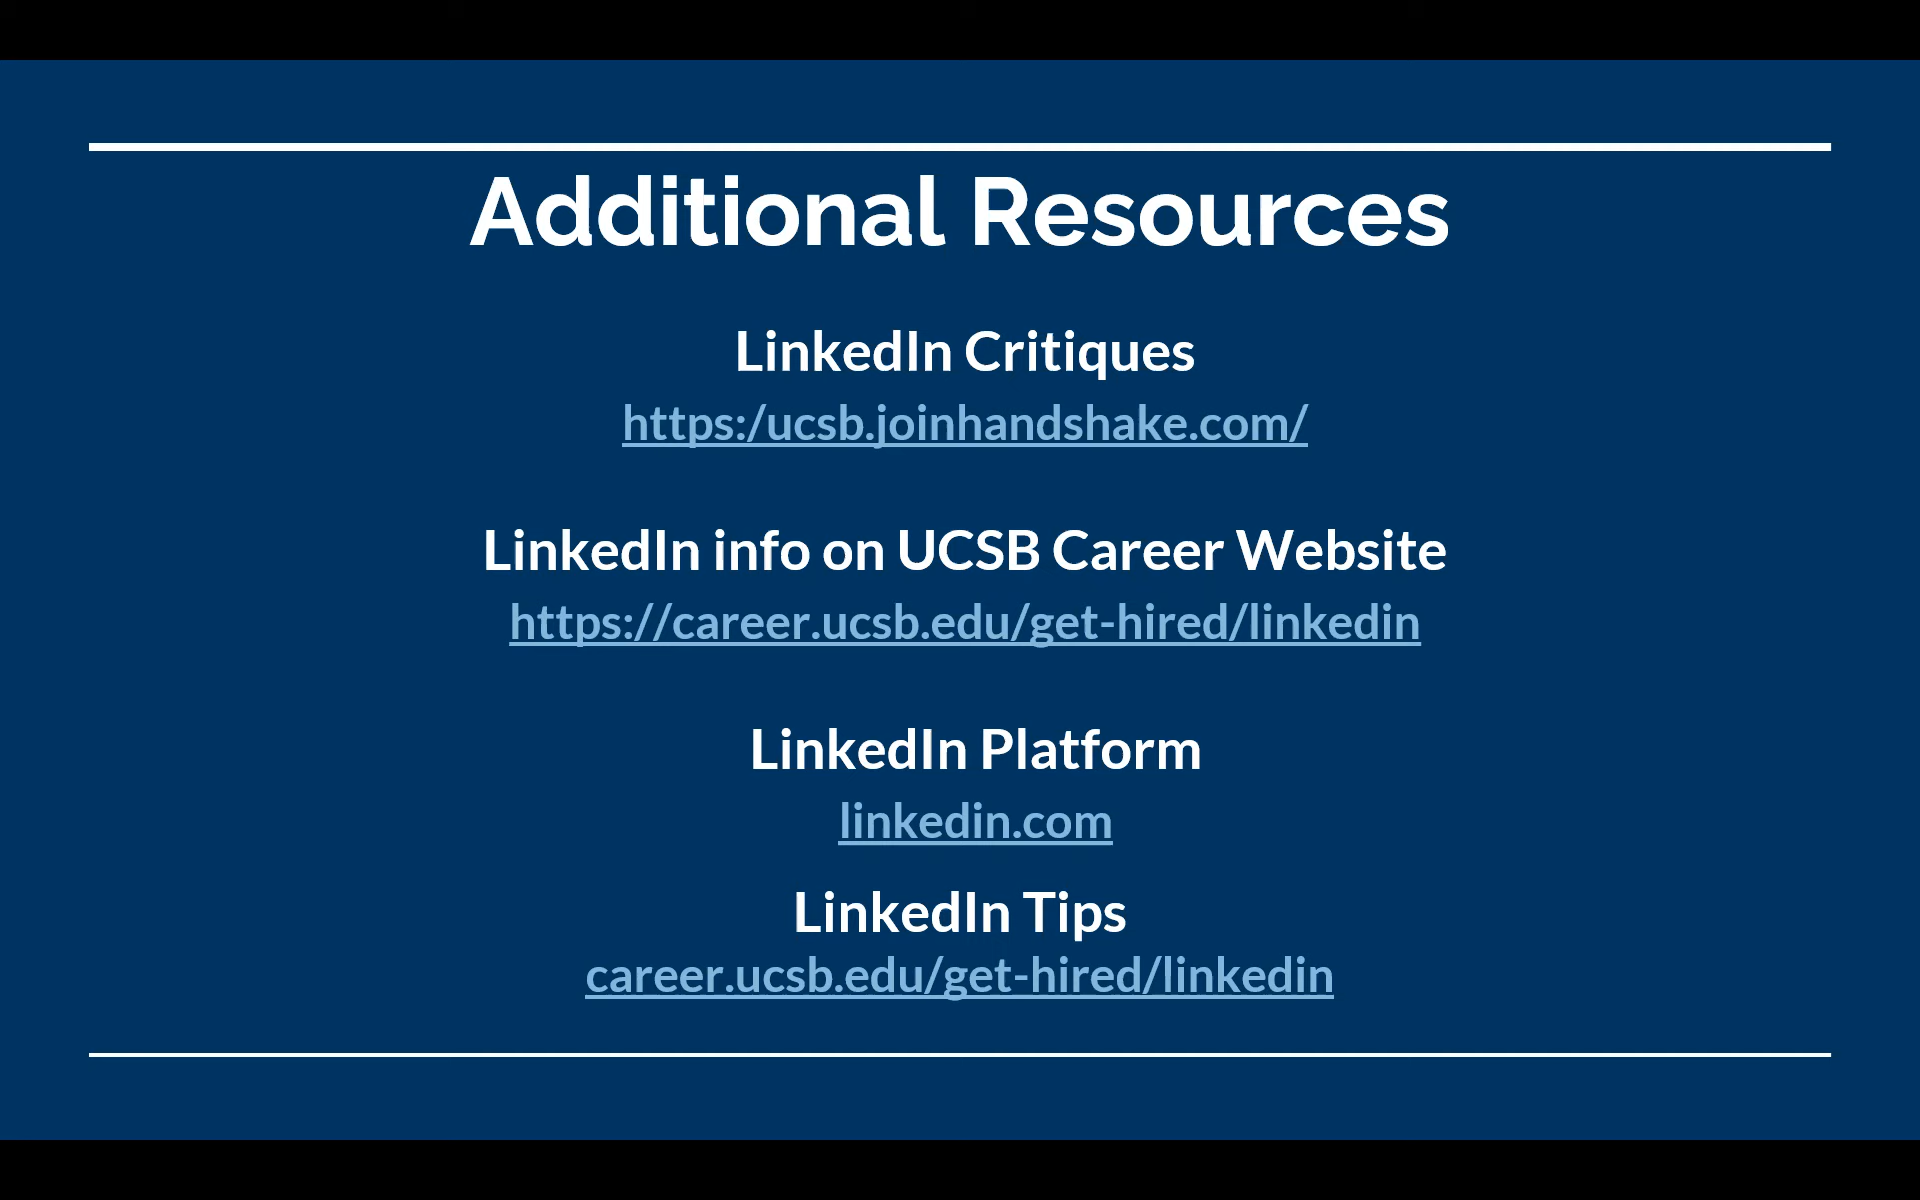 Additional Resources
LinkedIn Critiques
https:/ucsb.joinhandshake.com/
LinkedIn info on UCSB Career Website
https://career.ucsb.edu/get-hired/linkedin
LinkedIn Platform
linkedin.com
LinkedIn Tips
career.ucsb.edu/get-hired/linkedin